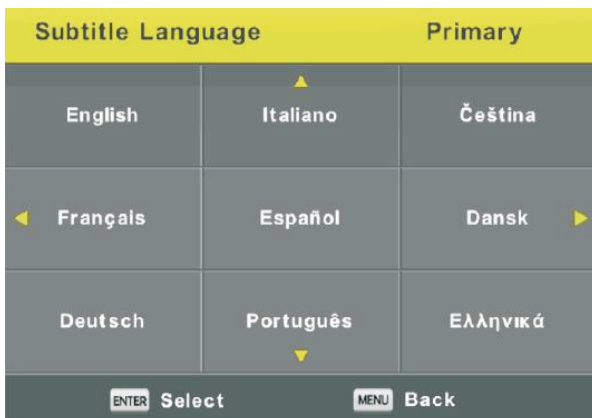 Subtitle Language Primary
English Italiano Čeština
Français Español Dansk
Deutsch Português Ελληνικά
ENTER Select MENU Back